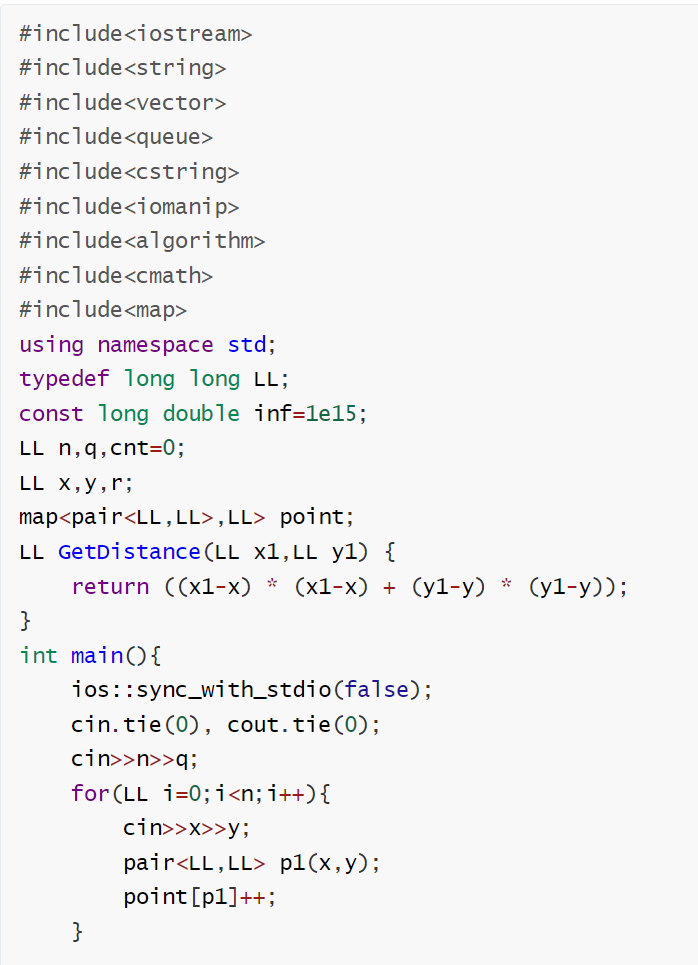 #include<iostream>
#include<string>
#include<vector>
#include<queue>
#include<cstring>
#include<iomanip>
#include<algorithm>
#include<cmath>
#include<map>
using namespace std;
typedef long long LL;
const long double inf=1e15;
LL n,q,cnt=0;
LL x,y,r;
map<pair<LL,LL>,LL> point;
LL GetDistance(LL x1,LL y1) {
    return ((x1-x) * (x1-x) + (y1-y) * (y1-y));
}
int main(){
    ios::sync_with_stdio(false);
    cin.tie(0), cout.tie(0);
    cin>>n>>q;
    for(LL i=0;i<n;i++){
        cin>>x>>y;
        pair<LL,LL> p1(x,y);
        point[p1]++;
    }